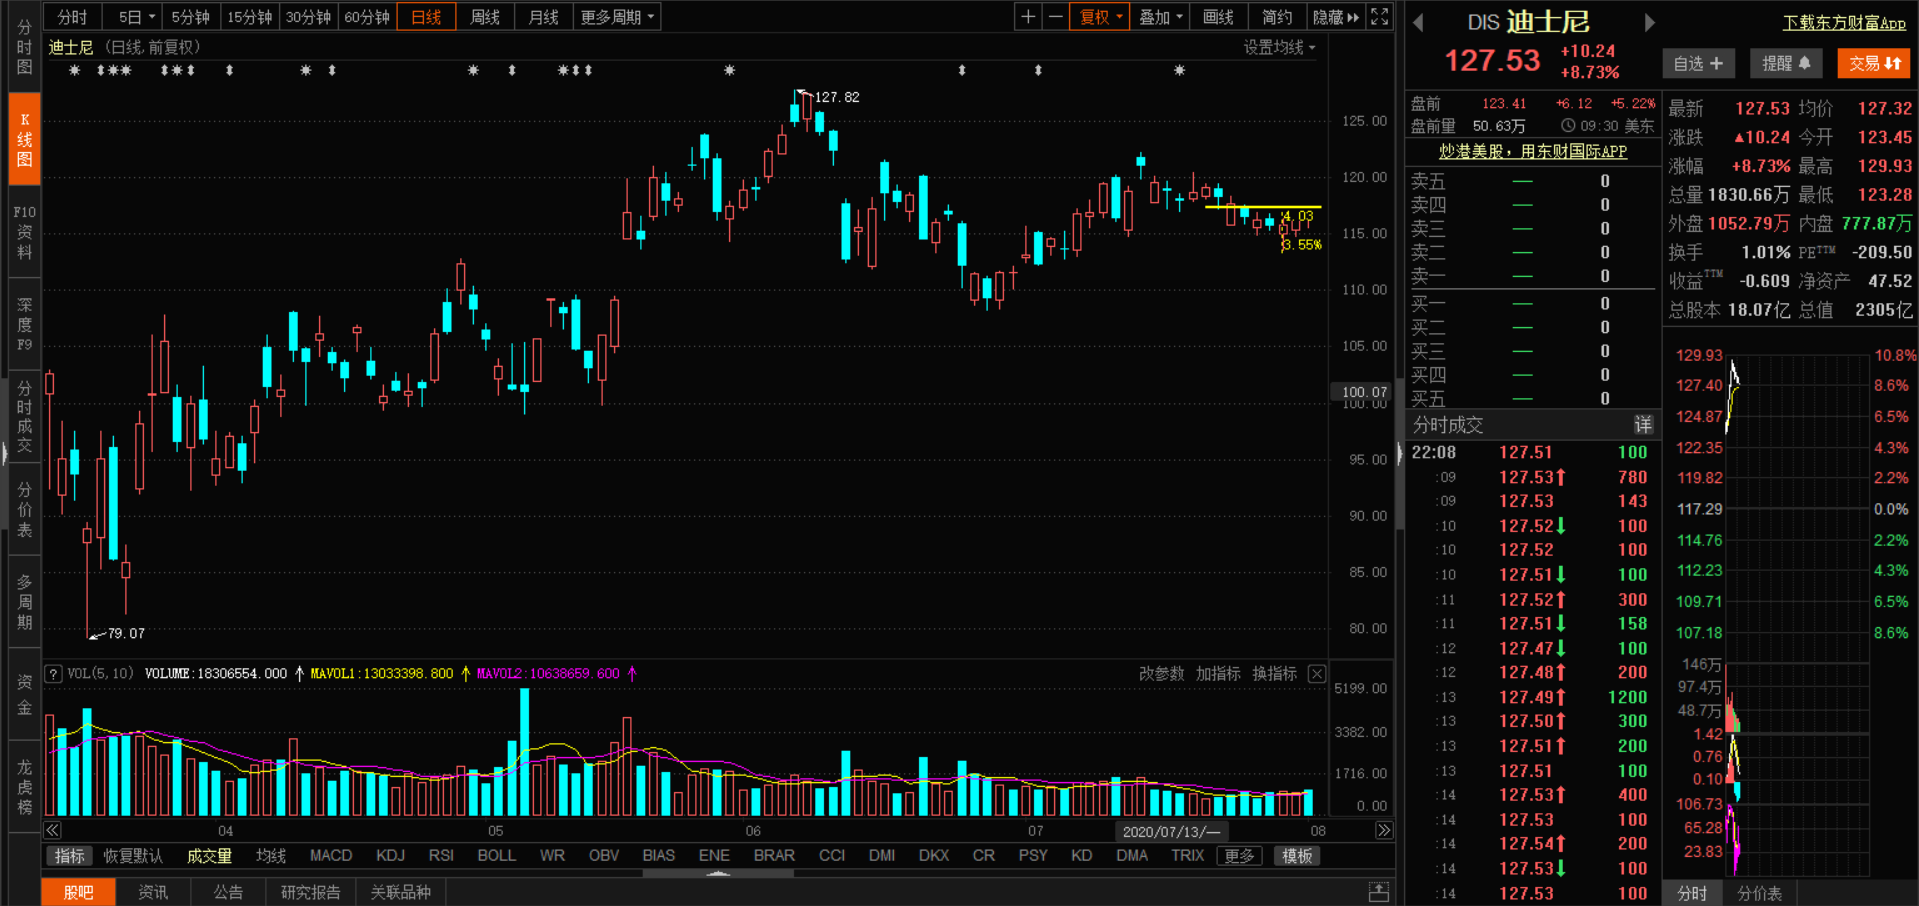 分时 5日 5分钟 15分钟 30分钟 60分钟 日线 周线 月线 更多周期 + — 复权 叠加 画线 简约 隐藏
迪士尼 (日线,前复权) 设置均线
分时图
K线图
F10资料
深度F9
分时成交
分价表
多周期
资金
龙虎榜
127.82
79.07
4.03
3.55%
125.00
120.00
115.00
110.00
105.00
100.07
100.00
95.00
90.00
85.00
80.00
? VOL(5,10) VOLUME:18306554.000 ↑ MAVOL1:13033398.800 ↑ MAVOL2:10638659.600 ↑ 改参数 加指标 换指标
5199.00
3382.00
1716.00
0.00
04 05 06 07 2020/07/13/一 08
指标 恢复默认 成交量 均线 MACD KDJ RSI BOLL WR OBV BIAS ENE BRAR CCI DMI DKX CR PSY KD DMA TRIX 更多 模板
股吧 资讯 公告 研究报告 关联品种
DIS 迪士尼 下载东方财富App
127.53 +10.24 +8.73% 自选 + 提醒 交易
盘前 123.41 +6.12 +5.22%
盘前量 50.63万 09:30 美东
炒港美股，用东财国际APP
卖五 — 0
卖四 — 0
卖三 — 0
卖二 — 0
卖一 — 0
买一 — 0
买二 — 0
买三 — 0
买四 — 0
买五 — 0
分时成交 详
22:08 127.51 100
:09 127.53↑ 780
:09 127.53 143
:10 127.52↓ 100
:10 127.52 100
:10 127.51↓ 100
:11 127.52↑ 300
:11 127.51↓ 158
:12 127.47↓ 100
:12 127.48↑ 200
:13 127.49↑ 1200
:13 127.50↑ 300
:13 127.51↑ 200
:13 127.51 100
:14 127.53↑ 400
:14 127.53 100
:14 127.54↑ 200
:14 127.53↓ 100
:14 127.53 100
最新 127.53 均价 127.32
涨跌 ▲10.24 今开 123.45
涨幅 +8.73% 最高 129.93
总量 1830.66万 最低 123.28
外盘 1052.79万 内盘 777.87万
换手 1.01% PE TTM -209.50
收益TTM -0.609 净资产 47.52
总股本 18.07亿 总值 2305亿
129.93 10.8%
127.40 8.6%
124.87 6.5%
122.35 4.3%
119.82 2.2%
117.29 0.0%
114.76 2.2%
112.23 4.3%
109.71 6.5%
107.18 8.6%
146万
97.4万
48.7万
1.42
0.76
0.10
106.73
65.28
23.83
分时 分价表